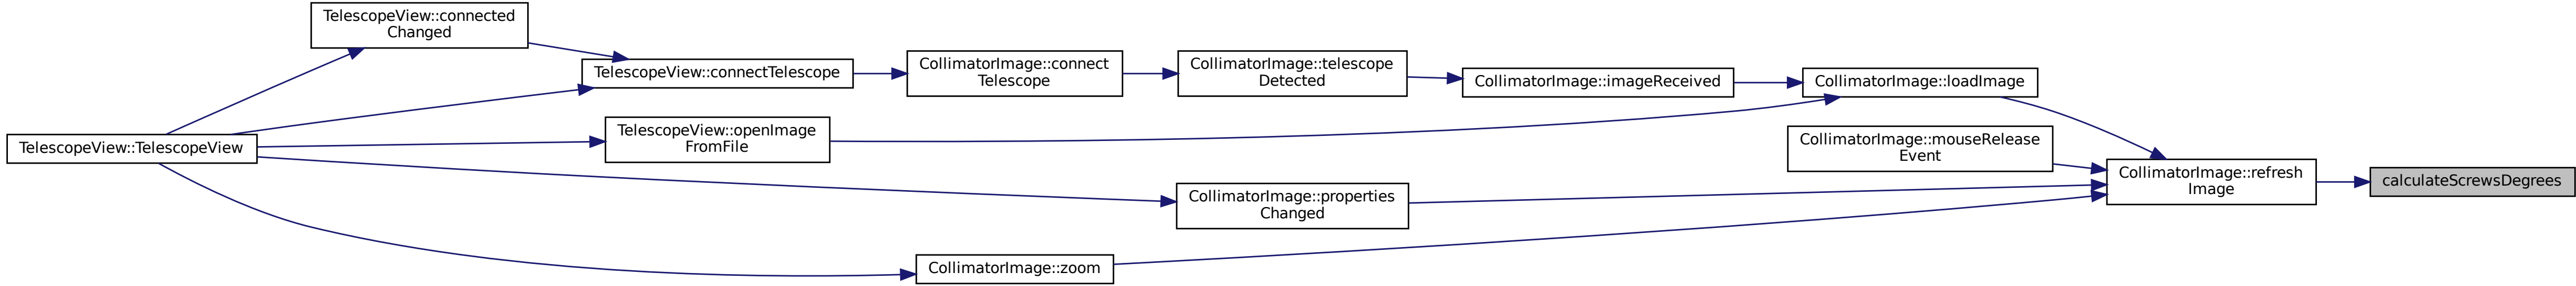 TelescopeView::connected
Changed
TelescopeView::connectTelescope
CollimatorImage::connect
Telescope
CollimatorImage::telescope
Detected
CollimatorImage::imageReceived
CollimatorImage::loadImage
TelescopeView::TelescopeView
TelescopeView::openImage
FromFile
CollimatorImage::mouseRelease
Event
CollimatorImage::refresh
Image
calculateScrewsDegrees
CollimatorImage::properties
Changed
CollimatorImage::zoom